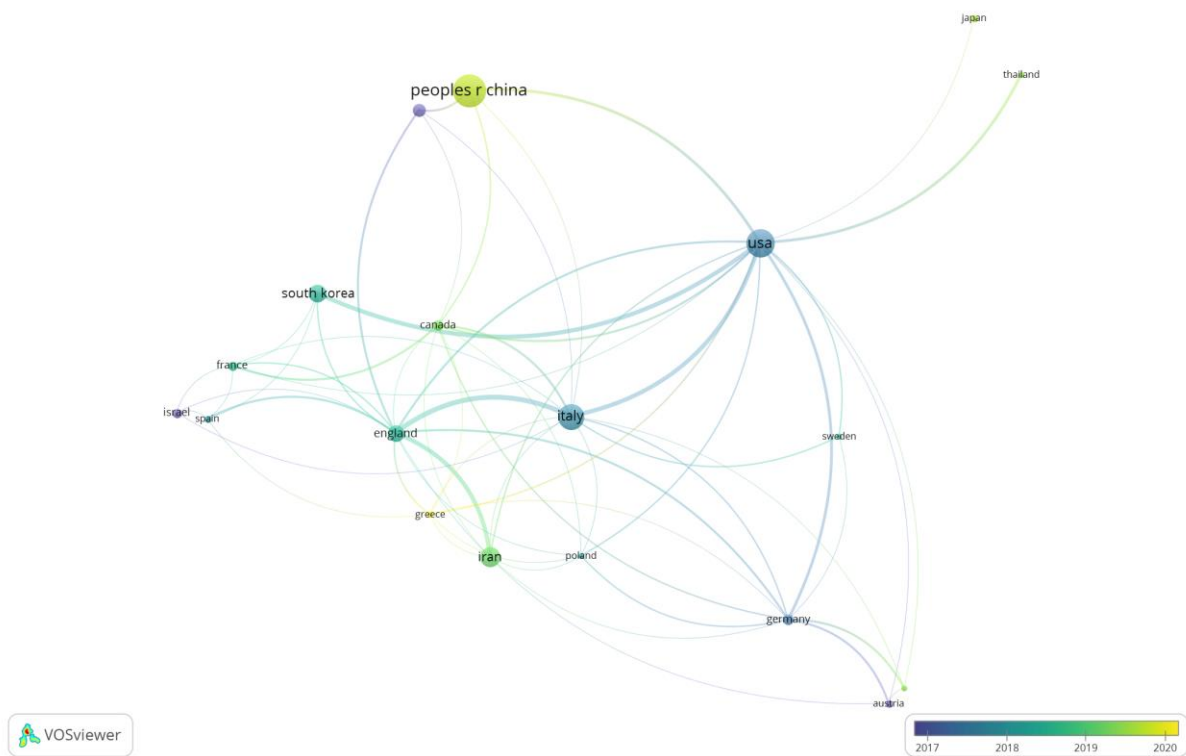 japan
thailand
peoples r china
usa
south korea
canada
france
israel
spain
italy
england
sweden
greece
iran
poland
germany
austria
VOSviewer
2017 2018 2019 2020